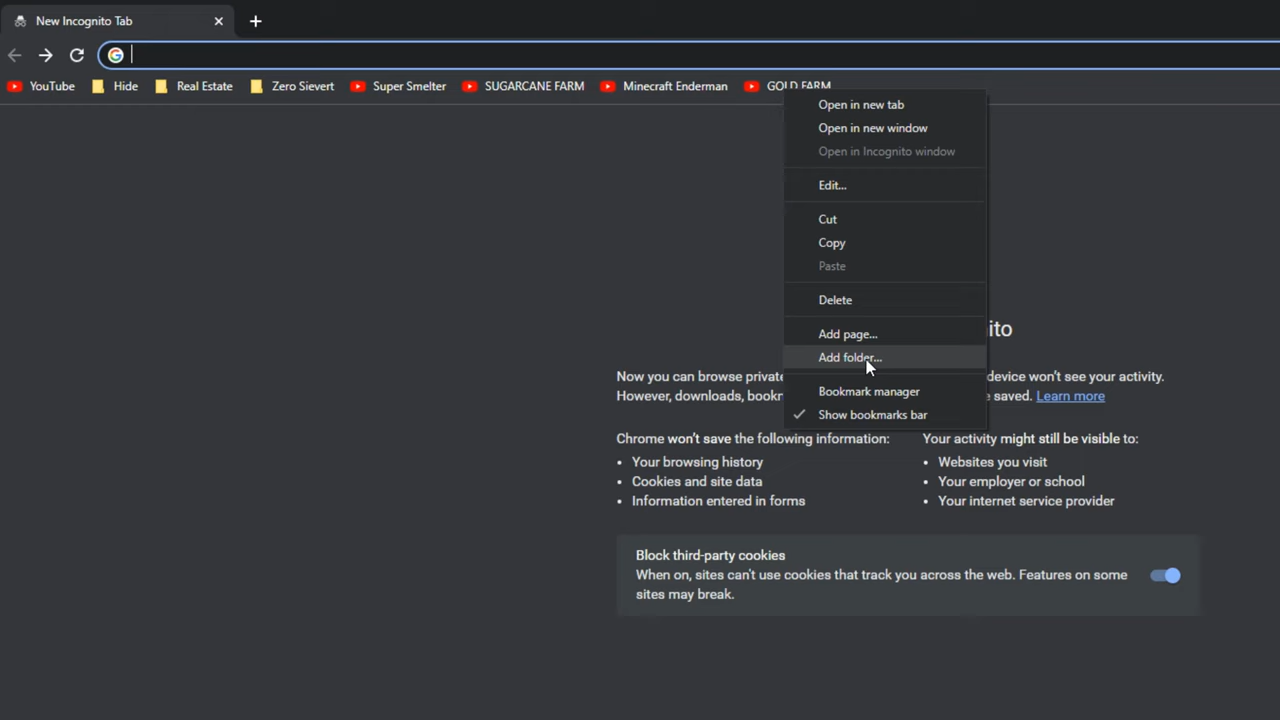 New Incognito Tab
YouTube Hide Real Estate Zero Sievert Super Smelter SUGARCANE FARM Minecraft Enderman GOLD FARM
Open in new tab
Open in new window
Open in Incognito window
Edit...
Cut
Copy
Paste
Delete
Add page...
Add folder...
Bookmark manager
Show bookmarks bar
ito
Now you can browse private device won't see your activity.
However, downloads, bookm e saved. Learn more
Chrome won't save the following information:
Your browsing history
Cookies and site data
Information entered in forms
Your activity might still be visible to:
Websites you visit
Your employer or school
Your internet service provider
Block third-party cookies
When on, sites can't use cookies that track you across the web. Features on some
sites may break.